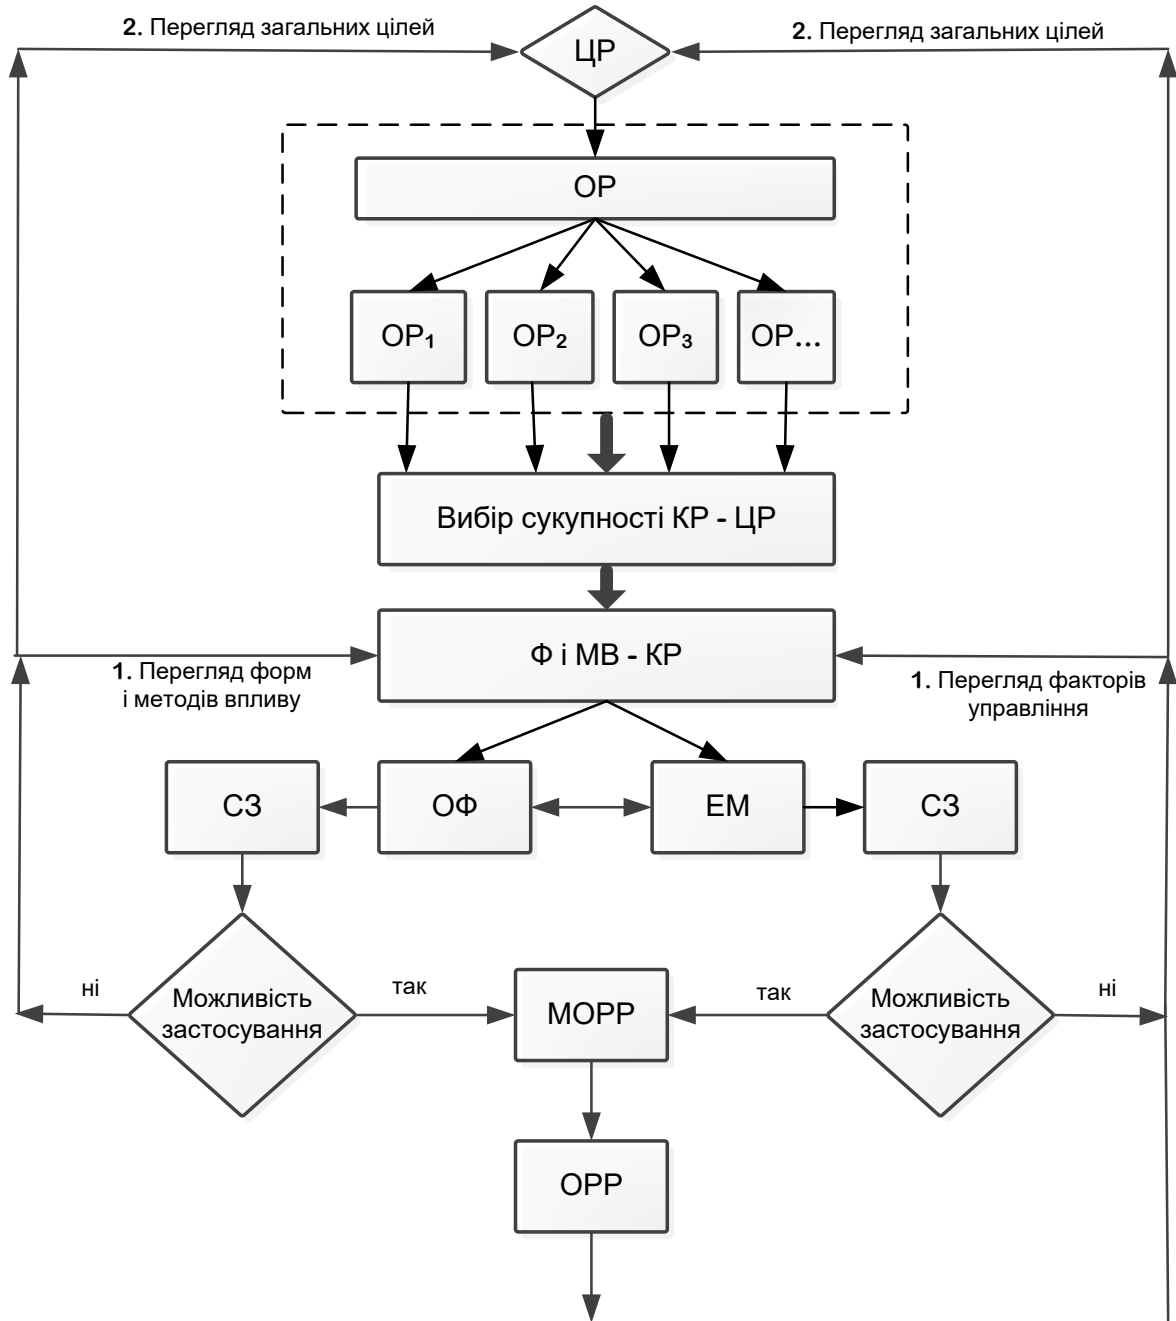 2. Перегляд загальних цілей
ЦР
2. Перегляд загальних цілей
ОР
ОР₁
ОР₂
ОР₃
ОР...
Вибір сукупності КР - ЦР
Ф і МВ - КР
1. Перегляд форм
і методів впливу
1. Перегляд факторів
управління
СЗ
ОФ
ЕМ
СЗ
ні
Можливість
застосування
так
МОРР
так
Можливість
застосування
ні
ОРР